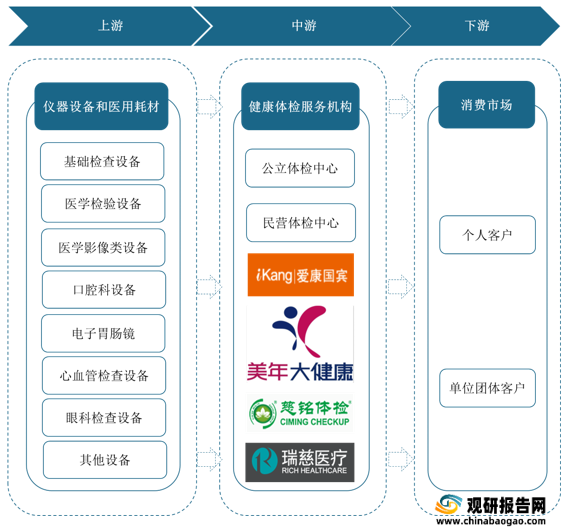 上游
中游
下游
仪器设备和医用耗材
基础检查设备
医学检验设备
医学影像类设备
口腔科设备
电子胃肠镜
心血管检查设备
眼科检查设备
其他设备
健康体检服务机构
公立体检中心
民营体检中心
iKang|爱康国宾
美年大健康
慈铭体检®
CIMING CHECKUP
瑞慈医疗
RICH HEALTHCARE
消费市场
个人客户
单位团体客户
观研报告网
www.chinabaogao.com